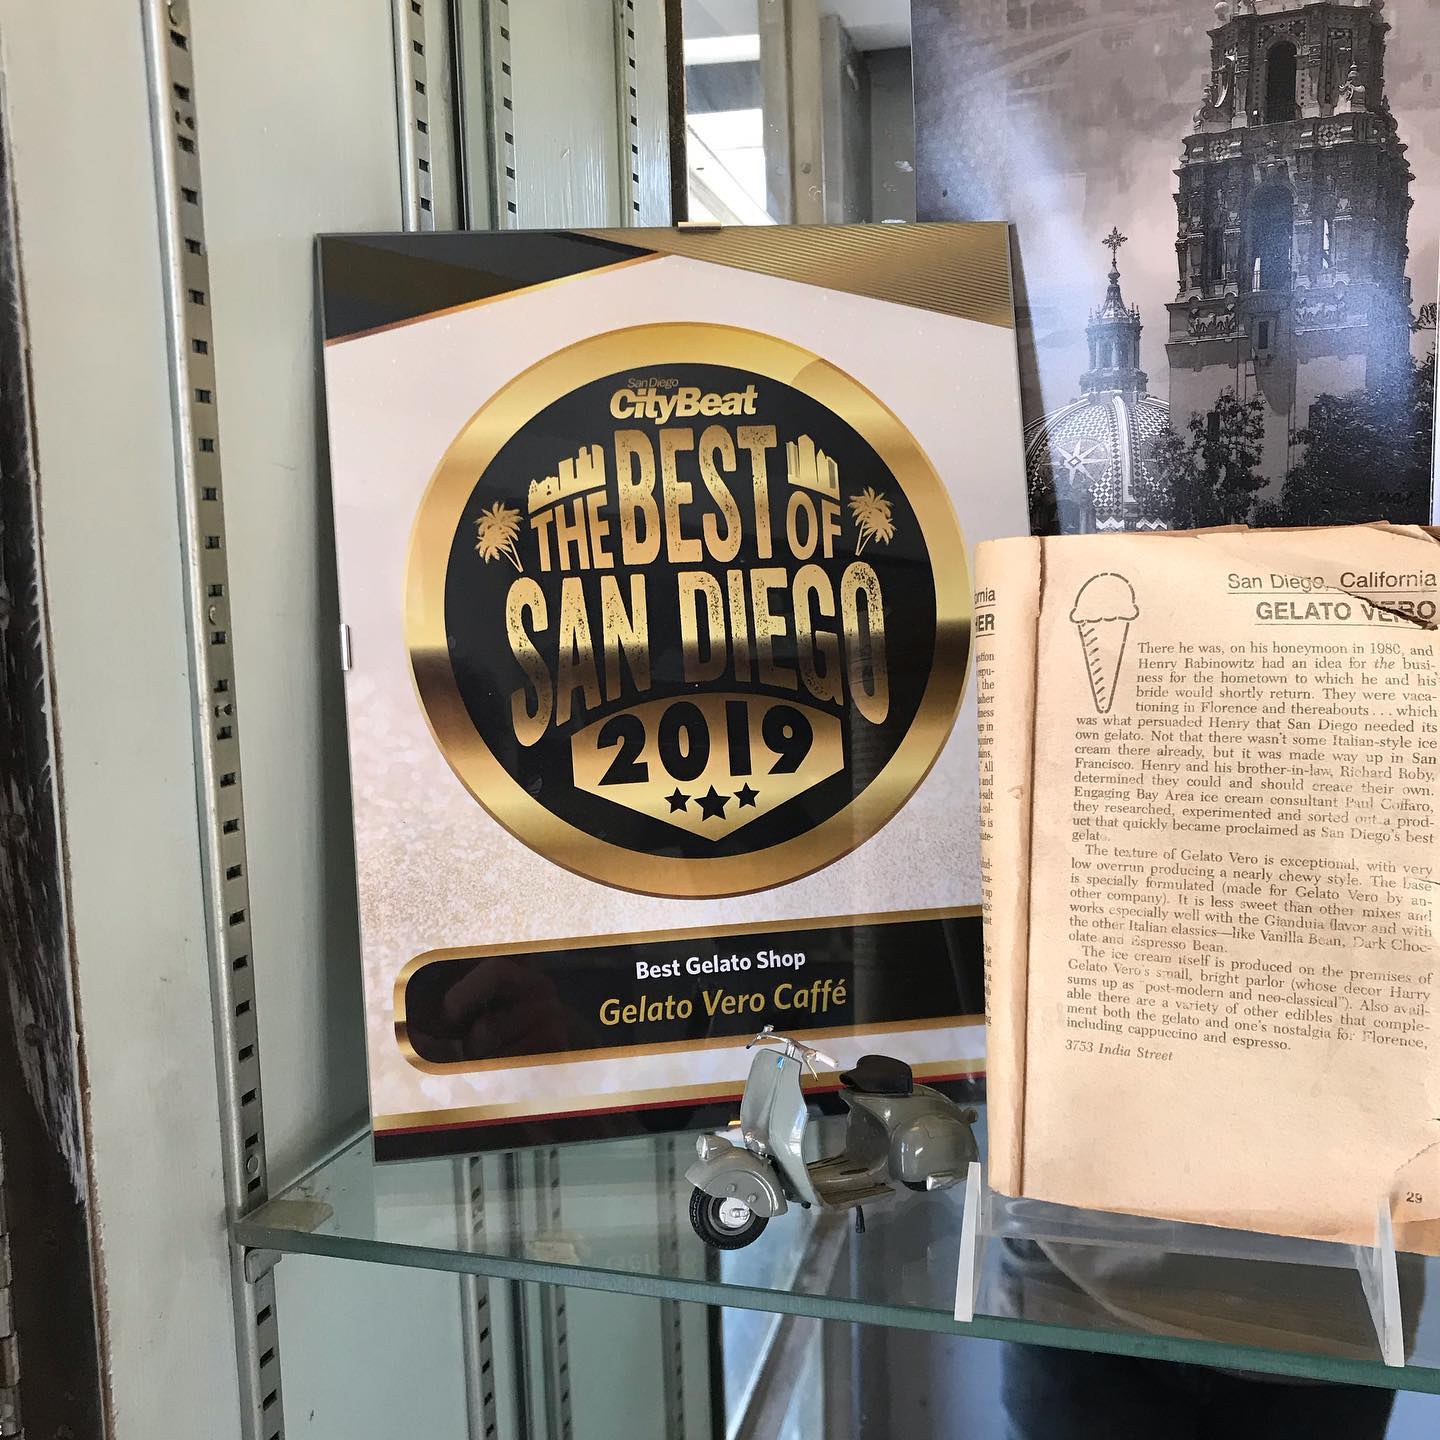 San Diego
CityBeat
THE BEST OF
SAN DIEGO
2019
Best Gelato Shop
Gelato Vero Caffé
San Diego, California
GELATO VERO
There he was, on his honeymoon in 1980, and
Henry Rabinowitz had an idea for the busi-
ness for the hometown to which he and his
bride would shortly return. They were vaca-
tioning in Florence and thereabouts . . . which
was what persuaded Henry that San Diego needed its
own gelato. Not that there wasn't some Italian-style ice
cream there already, but it was made way up in San
Francisco. Henry and his brother-in-law, Richard Roby,
determined they could and should create their own.
Engaging Bay Area ice cream consultant Paul Coffaro,
they researched, experimented and sorted out a prod-
uct that quickly became proclaimed as San Diego's best
gelato.
The texture of Gelato Vero is exceptional, with very
low overrun producing a nearly chewy style. The base
is specially formulated (made for Gelato Vero by an-
other company). It is less sweet than other mixes and
works especially well with the Gianduia flavor and with
the other Italian classics—like Vanilla Bean, Dark Choc-
olate and Espresso Bean.
The ice cream itself is produced on the premises of
Gelato Vero's small, bright parlor (whose decor Harry
sums up as "post-modern and neo-classical"). Also avail-
able there are a variety of other edibles that comple-
ment both the gelato and one's nostalgia for Florence,
including cappuccino and espresso.
3753 India Street
29